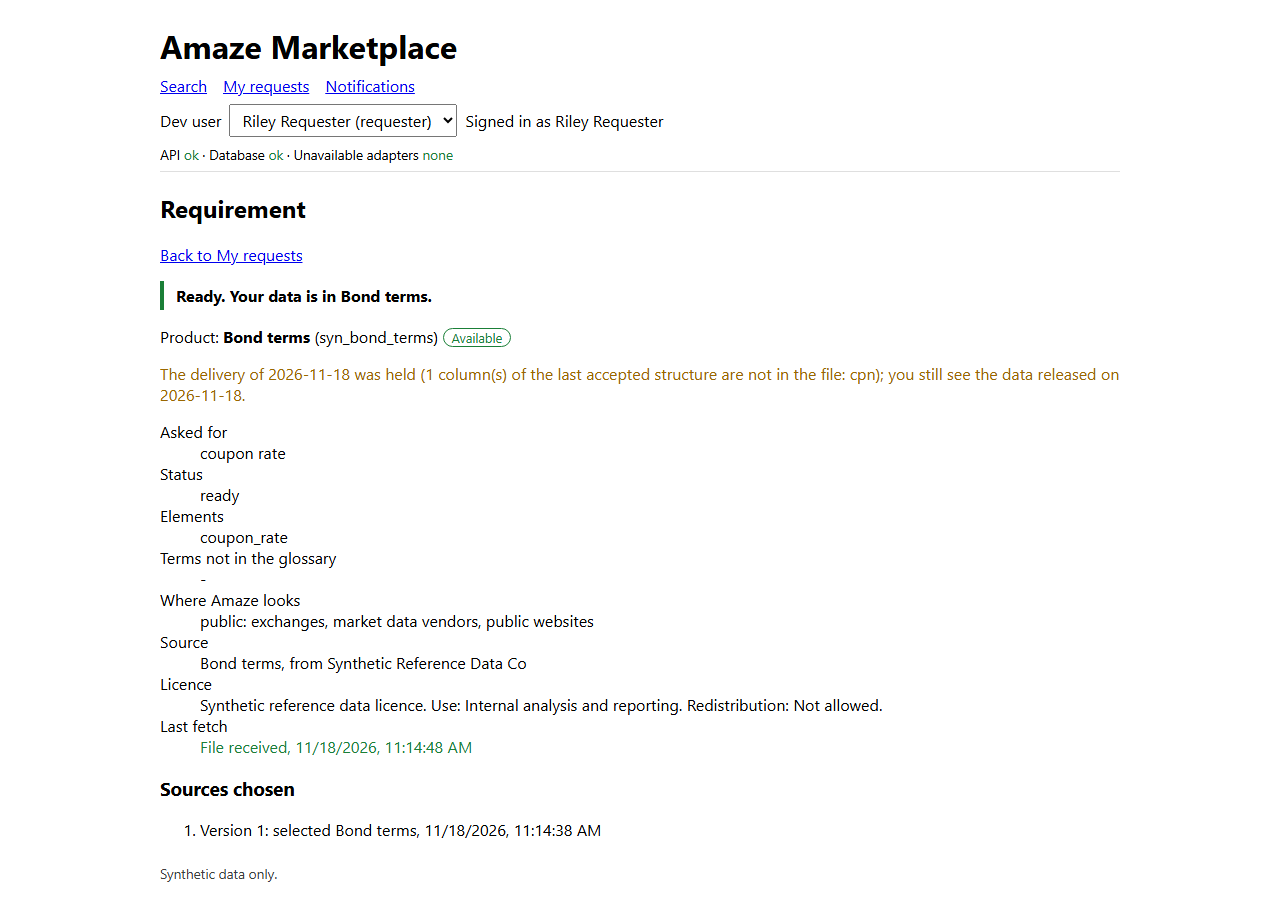 Amaze Marketplace
Search My requests Notifications
Dev user Riley Requester (requester) Signed in as Riley Requester
API ok · Database ok · Unavailable adapters none
Requirement
Back to My requests
Ready. Your data is in Bond terms.
Product: Bond terms (syn_bond_terms) Available
The delivery of 2026-11-18 was held (1 column(s) of the last accepted structure are not in the file: cpn); you still see the data released on
2026-11-18.
Asked for
coupon rate
Status
ready
Elements
coupon_rate
Terms not in the glossary
-
Where Amaze looks
public: exchanges, market data vendors, public websites
Source
Bond terms, from Synthetic Reference Data Co
Licence
Synthetic reference data licence. Use: Internal analysis and reporting. Redistribution: Not allowed.
Last fetch
File received, 11/18/2026, 11:14:48 AM
Sources chosen
1. Version 1: selected Bond terms, 11/18/2026, 11:14:38 AM
Synthetic data only.